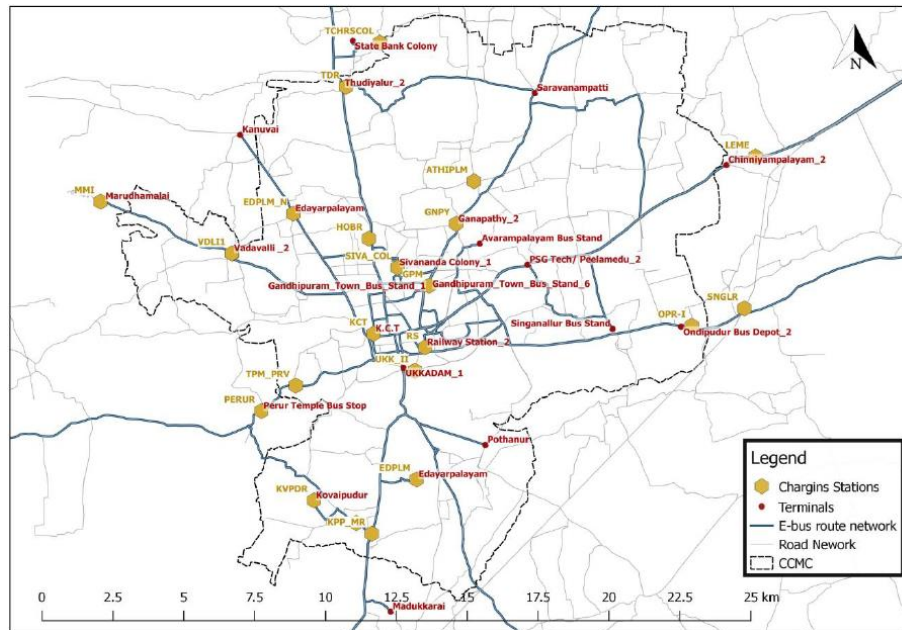 TCHRSCOL
State Bank Colony
TDR
Thudiyalur_2
Saravanampatti
N
Kanuvai
LEME
Chinniyampalayam_2
ATHIPLM
MMI
Marudhamalai
EDPLM_N
Edayarpalayam
GNPY
Ganapathy_2
HOBR
Avarampalayam Bus Stand
VDLI1
Vadavalli_2
SIVA_COL
Sivananda Colony_1
PSG Tech/ Peelamedu_2
GPM
Gandhipuram_Town_Bus_Stand_1
Gandhipuram_Town_Bus_Stand_6
SNGLR
OPR-I
KCT
K.C.T
Singanallur Bus Stand
Ondipudur Bus Depot_2
RS
Railway Station_2
UKK_II
UKKADAM_1
TPM_PRV
PERUR
Perur Temple Bus Stop
Pothanur
EDPLM
Edayarpalayam
KVPDR
Kovaipudur
KPP_MR
Madukkarai
Legend
Chargins Stations
Terminals
E-bus route network
Road Nework
CCMC
0 2.5 5 7.5 10 12.5 15 17.5 20 22.5 25 km